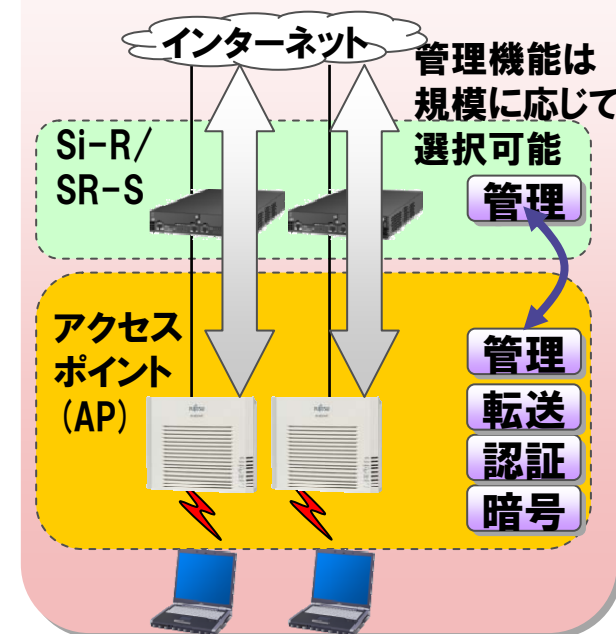 インターネット
管理機能は
規模に応じて
選択可能
Si-R/
SR-S
管理
アクセス
ポイント
(AP)
管理
転送
認証
暗号
FUJITSU
FUJITSU